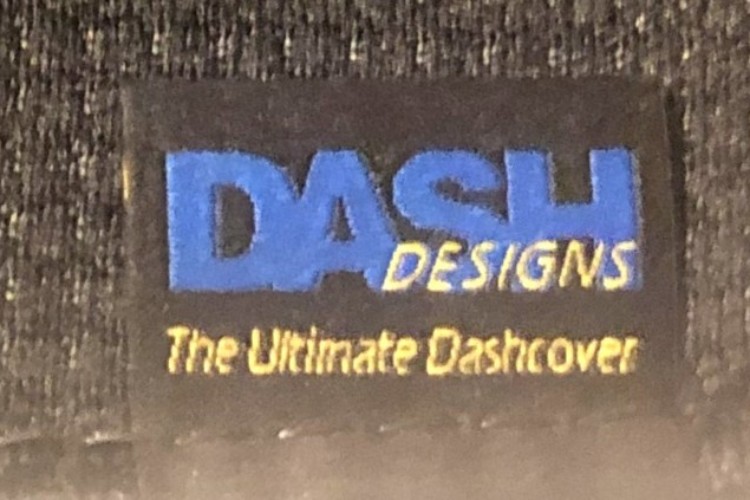 DASH
DESIGNS
The Ultimate Dashcover